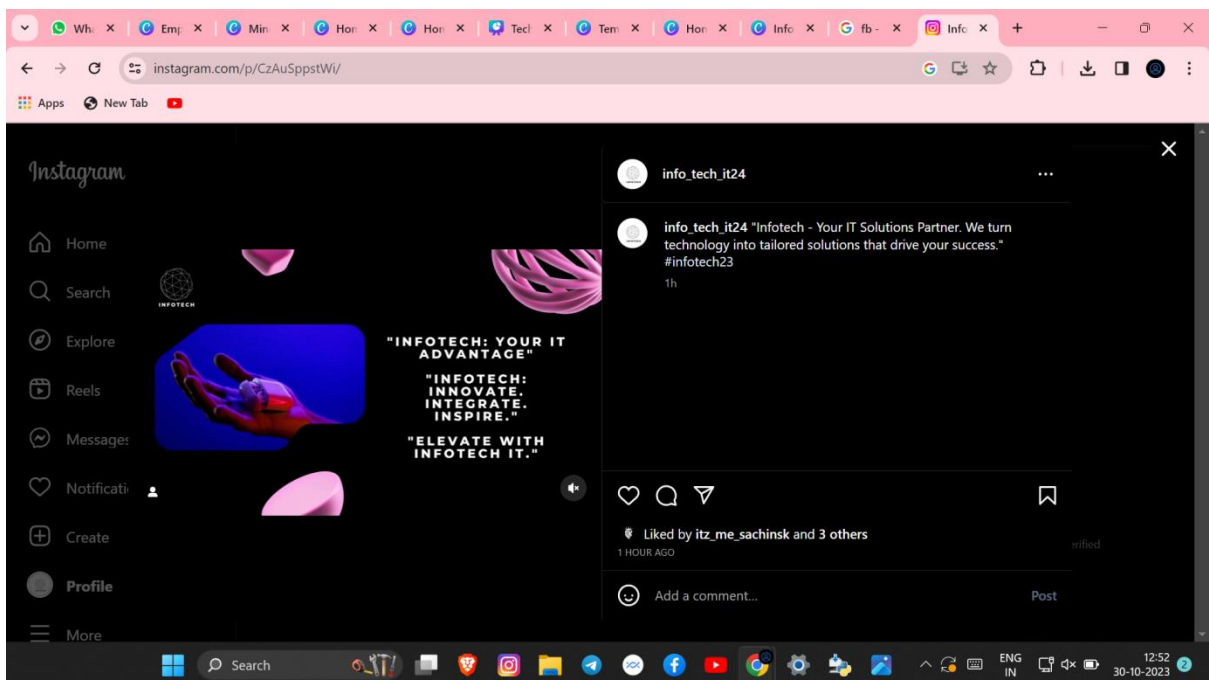 Wh
Emp
Min
Hon
Hon
Tech
Tem
Hon
Info
fb -
Info
instagram.com/p/CzAuSppstWi/
Apps
New Tab
Instagram
Home
Search
Explore
Reels
Messages
Notificati
Create
Profile
More
INFOTECH
"INFOTECH: YOUR IT
ADVANTAGE"
"INFOTECH:
INNOVATE.
INTEGRATE.
INSPIRE."
"ELEVATE WITH
INFOTECH IT."
info_tech_it24
info_tech_it24 "Infotech - Your IT Solutions Partner. We turn
technology into tailored solutions that drive your success."
#infotech23
1h
Liked by itz_me_sachinsk and 3 others
1 HOUR AGO
erified
Add a comment...
Post
Search
ENG
IN
12:52
30-10-2023
2